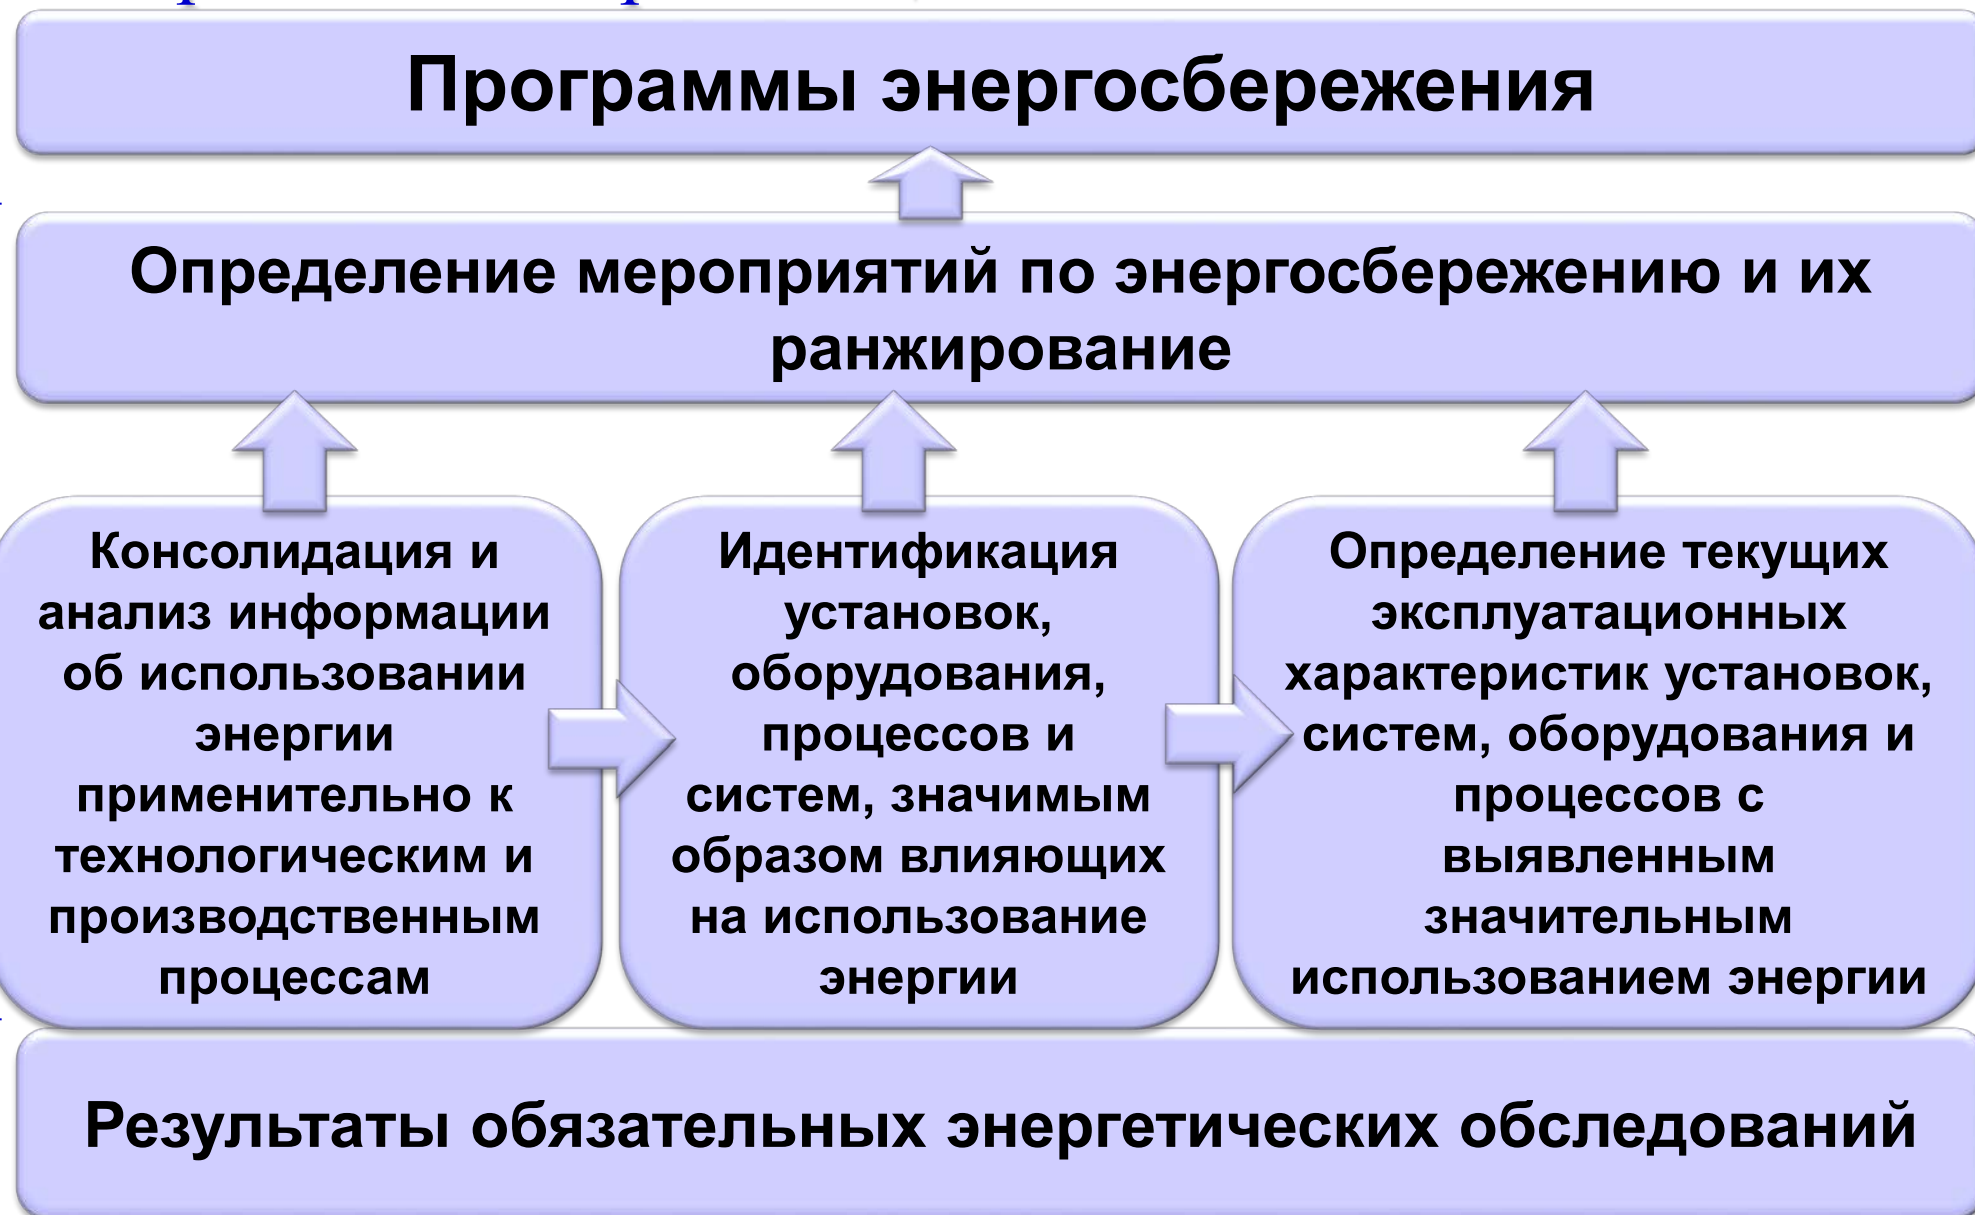 Программы энергосбережения
Определение мероприятий по энергосбережению и их
ранжирование
Консолидация и
анализ информации
об использовании
энергии
применительно к
технологическим и
производственным
процессам
Идентификация
установок,
оборудования,
процессов и
систем, значимым
образом влияющих
на использование
энергии
Определение текущих
эксплуатационных
характеристик установок,
систем, оборудования и
процессов с
выявленным
значительным
использованием энергии
Результаты обязательных энергетических обследований